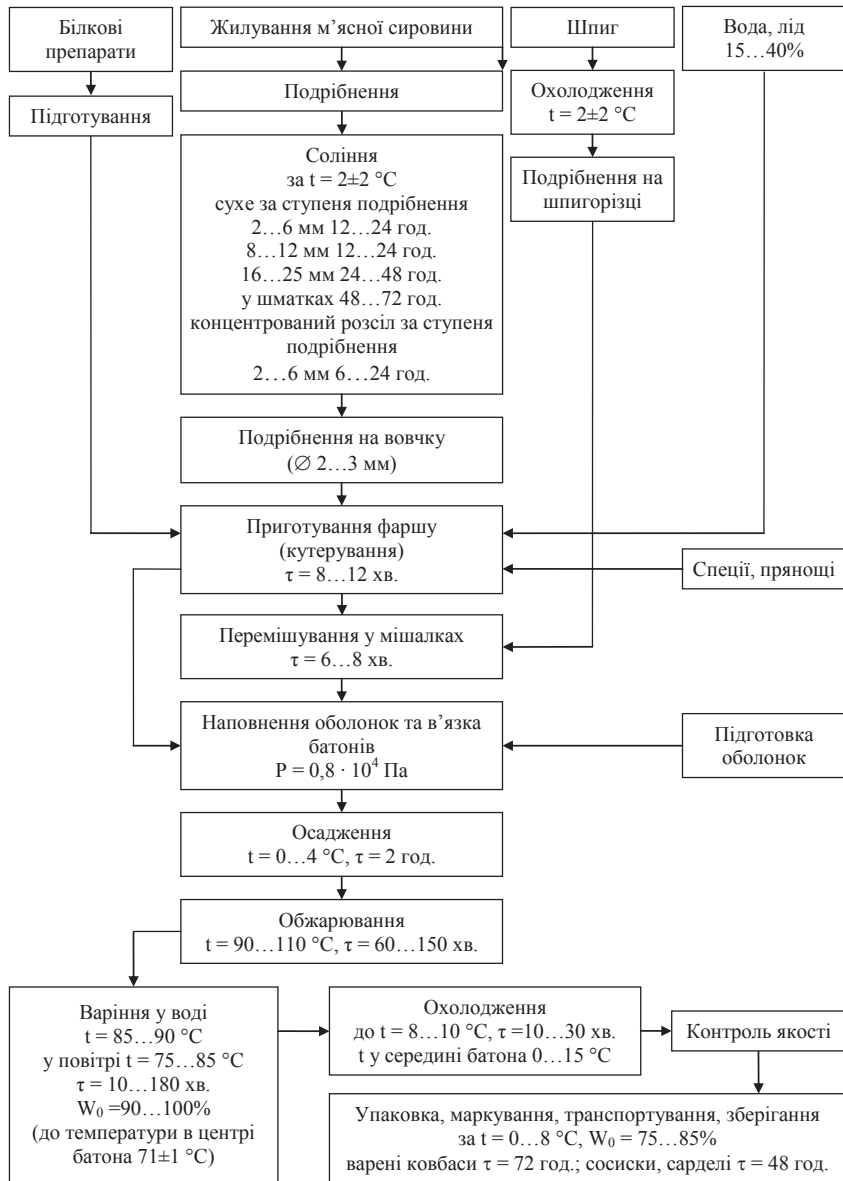 Білкові
препарати
Жилування м’ясної сировини
Шпиг
Вода, лід
15…40%
Підготування
Подрібнення
Охолодження
t = 2±2 °C
Соління
за t = 2±2 °C
сухе за ступеня подрібнення
2…6 мм 12…24 год.
8…12 мм 12…24 год.
16…25 мм 24…48 год.
у шматках 48…72 год.
концентрований розсіл за ступеня
подрібнення
2…6 мм 6…24 год.
Подрібнення на
шпигорізці
Подрібнення на вовчку
(∅ 2…3 мм)
Приготування фаршу
(кутерування)
τ = 8…12 хв.
Спеції, прянощі
Перемішування у мішалках
τ = 6…8 хв.
Наповнення оболонок та в’язка
батонів
P = 0,8 · 10⁴ Па
Підготовка
оболонок
Осадження
t = 0…4 °C, τ = 2 год.
Обжарювання
t = 90…110 °C, τ = 60…150 хв.
Варіння у воді
t = 85…90 °C
у повітрі t = 75…85 °C
τ = 10…180 хв.
W₀ =90…100%
(до температури в центрі
батона 71±1 °C)
Охолодження
до t = 8…10 °C, τ =10…30 хв.
t у середині батона 0…15 °C
Контроль якості
Упаковка, маркування, транспортування, зберігання
за t = 0…8 °C, W₀ = 75…85%
варені ковбаси τ = 72 год.; сосиски, сарделі τ = 48 год.